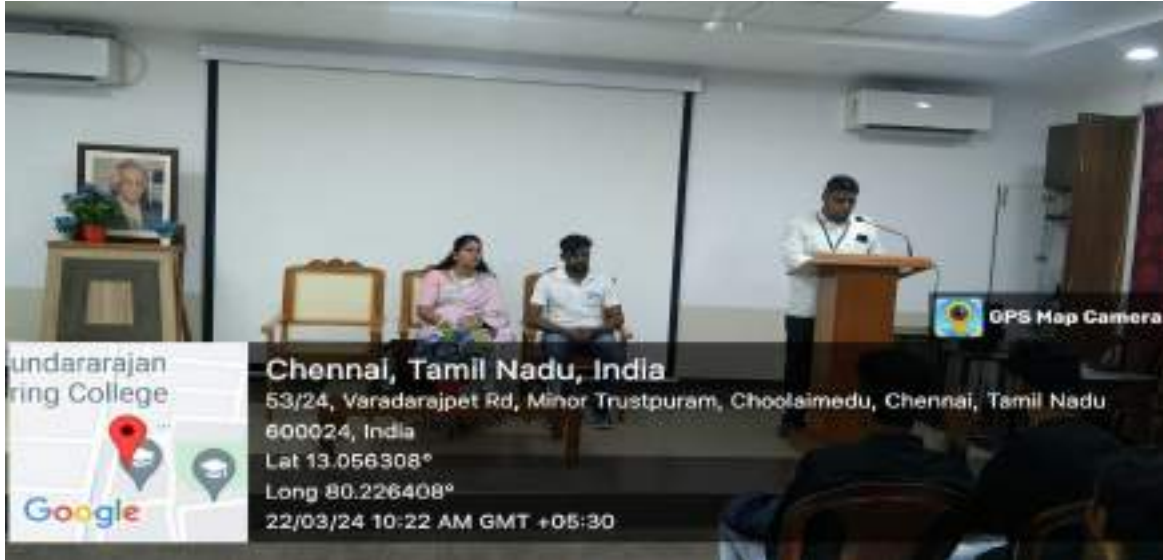 GPS Map Camera
undararajan
ring College
Google
Chennai, Tamil Nadu, India
53/24, Varadarajpet Rd, Minor Trustpuram, Choolaimedu, Chennai, Tamil Nadu
600024, India
Lat 13.056308°
Long 80.226408°
22/03/24 10:22 AM GMT +05:30